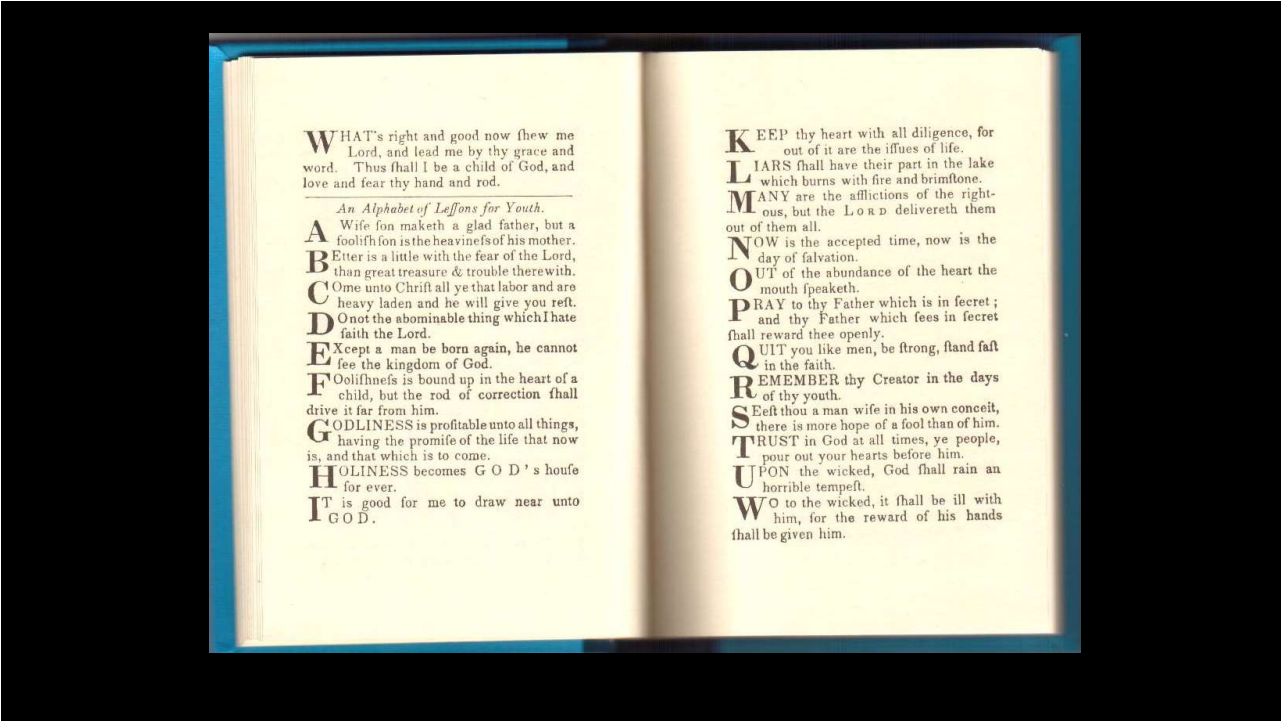 WHAT's right and good now ſhew me
Lord, and lead me by thy grace and
word. Thus ſhall I be a child of God, and
love and fear thy hand and rod.
An Alphabet of Leſſons for Youth.
A Wiſe ſon maketh a glad father, but a
fooliſh ſon is the heavineſs of his mother.
BEtter is a little with the fear of the Lord,
than great treasure & trouble therewith.
COme unto Chriſt all ye that labor and are
heavy laden and he will give you reſt.
DO not the abominable thing which I hate
ſaith the Lord.
EXcept a man be born again, he cannot
ſee the kingdom of God.
FOoliſhneſs is bound up in the heart of a
child, but the rod of correction ſhall
drive it far from him.
GODLINESS is profitable unto all things,
having the promiſe of the life that now
is, and that which is to come.
HOLINESS becomes GOD's houſe
for ever.
IT is good for me to draw near unto
GOD.
KEEP thy heart with all diligence, for
out of it are the iſſues of life.
LIARS ſhall have their part in the lake
which burns with fire and brimſtone.
MANY are the afflictions of the right-
ous, but the LORD delivereth them
out of them all.
NOW is the accepted time, now is the
day of ſalvation.
OUT of the abundance of the heart the
mouth ſpeaketh.
PRAY to thy Father which is in ſecret;
and thy Father which ſees in ſecret
ſhall reward thee openly.
QUIT you like men, be ſtrong, ſtand faſt
in the faith.
REMEMBER thy Creator in the days
of thy youth.
SEeſt thou a man wiſe in his own conceit,
there is more hope of a fool than of him.
TRUST in God at all times, ye people,
pour out your hearts before him.
UPON the wicked, God ſhall rain an
horrible tempeſt.
WO to the wicked, it ſhall be ill with
him, for the reward of his hands
ſhall be given him.